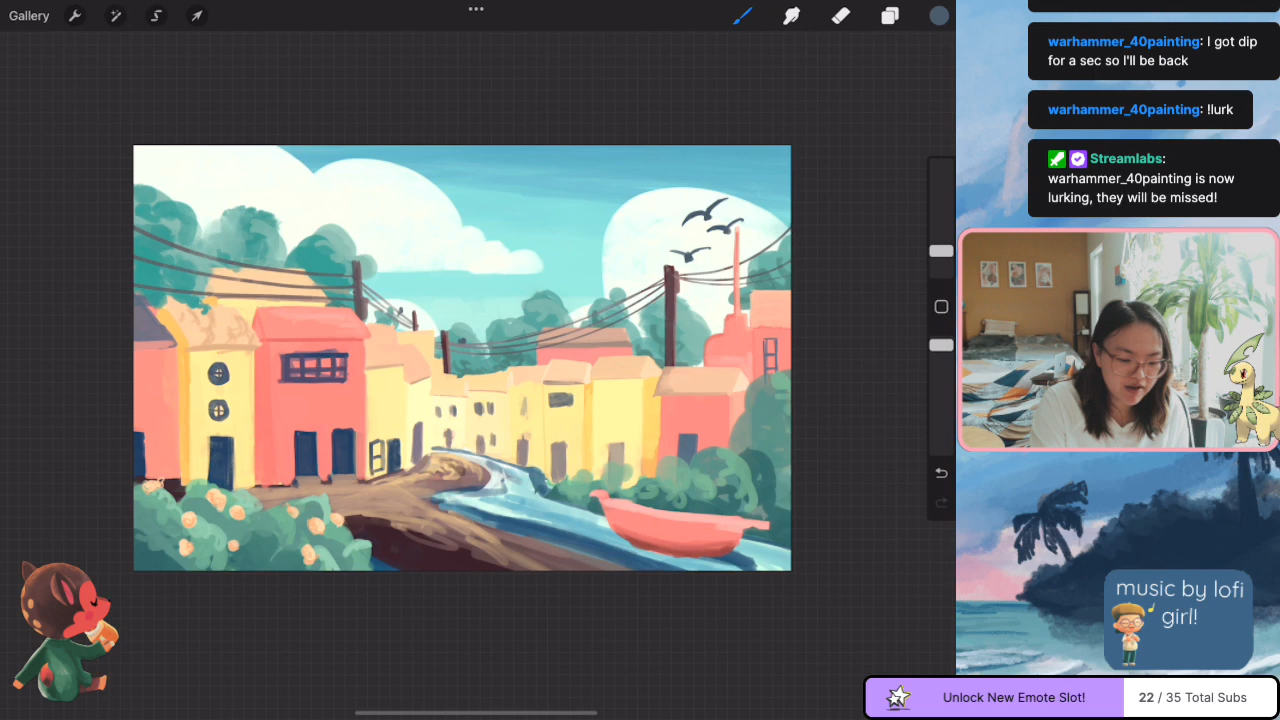 Gallery
warhammer_40painting: I got dip
for a sec so I'll be back
warhammer_40painting: !lurk
Streamlabs:
warhammer_40painting is now
lurking, they will be missed!
music by lofi
girl!
Unlock New Emote Slot!
22 / 35 Total Subs